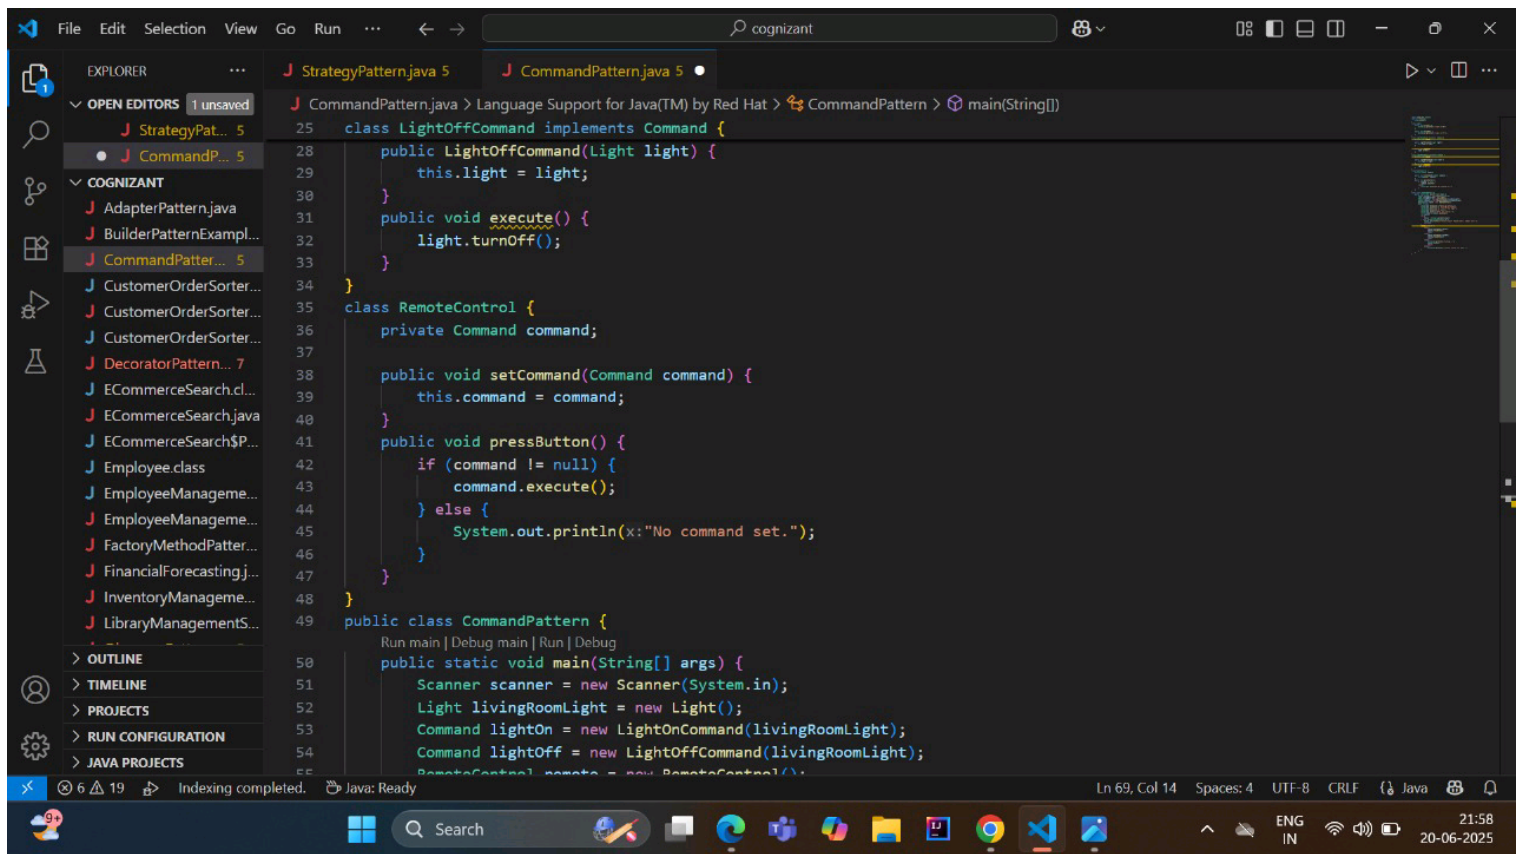 File Edit Selection View Go Run ··· cognizant
EXPLORER ···
OPEN EDITORS 1 unsaved
StrategyPat... 5
CommandP... 5
COGNIZANT
AdapterPattern.java
BuilderPatternExampl...
CommandPatter... 5
CustomerOrderSorter...
CustomerOrderSorter...
CustomerOrderSorter...
DecoratorPattern... 7
ECommerceSearch.cl...
ECommerceSearch.java
ECommerceSearch$P...
Employee.class
EmployeeManageme...
EmployeeManageme...
FactoryMethodPatter...
FinancialForecasting.j...
InventoryManageme...
LibraryManagementS...
OUTLINE
TIMELINE
PROJECTS
RUN CONFIGURATION
JAVA PROJECTS
StrategyPattern.java 5 CommandPattern.java 5
CommandPattern.java > Language Support for Java(TM) by Red Hat > CommandPattern > main(String[])
25 class LightOffCommand implements Command {
28 public LightOffCommand(Light light) {
29 this.light = light;
30 }
31 public void execute() {
32 light.turnOff();
33 }
34 }
35 class RemoteControl {
36 private Command command;
37
38 public void setCommand(Command command) {
39 this.command = command;
40 }
41 public void pressButton() {
42 if (command != null) {
43 command.execute();
44 } else {
45 System.out.println(x:"No command set.");
46 }
47 }
48 }
49 public class CommandPattern {
Run main | Debug main | Run | Debug
50 public static void main(String[] args) {
51 Scanner scanner = new Scanner(System.in);
52 Light livingRoomLight = new Light();
53 Command lightOn = new LightOnCommand(livingRoomLight);
54 Command lightOff = new LightOffCommand(livingRoomLight);
55 RemoteControl remote = new RemoteControl();
6 19 Indexing completed. Java: Ready Ln 69, Col 14 Spaces: 4 UTF-8 CRLF Java
9+ Search ENG IN 21:58 20-06-2025